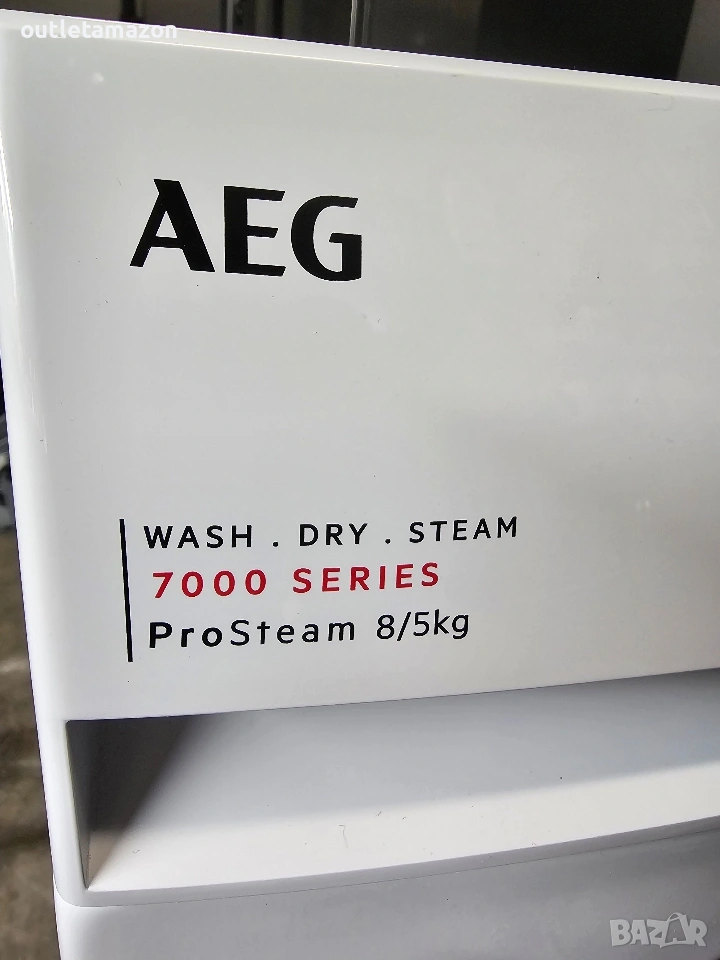 outletamazon
AEG
WASH . DRY . STEAM
7000 SERIES
ProSteam 8/5kg
BAZAR